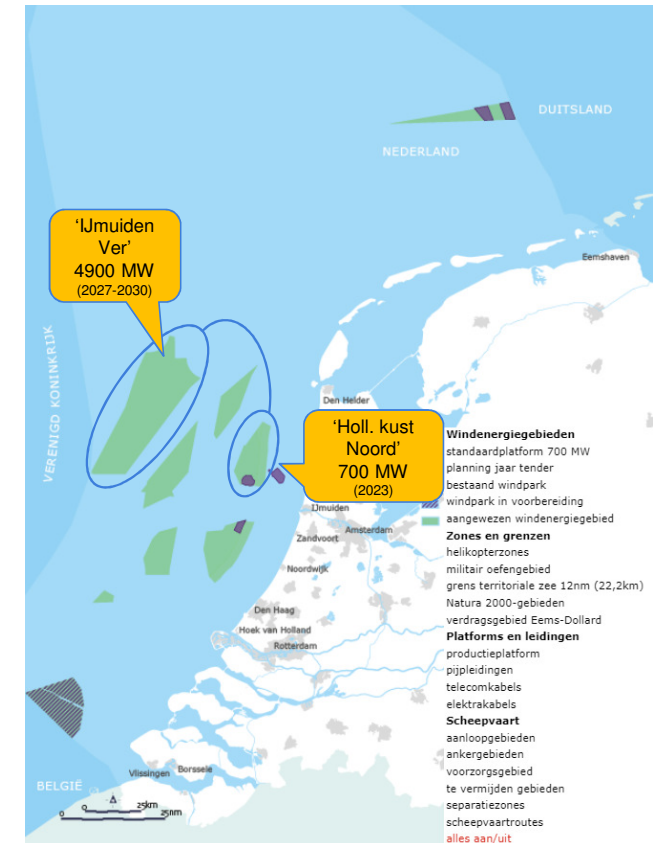 DUITSLAND
NEDERLAND
'IJmuiden
Ver'
4900 MW
(2027-2030)
Eemshaven
VERENIGD KONINKRIJK
Den Helder
'Holl. kust
Noord'
700 MW
(2023)
IJmuiden
Amsterdam
Zandvoort
Noordwijk
Den Haag
Hoek van Holland
Rotterdam
Vlissingen
Borssele
BELGIË
0
0
25km
25nm
Windenergiegebieden
standaardplatform 700 MW
planning jaar tender
bestaand windpark
windpark in voorbereiding
aangewezen windenergiegebied
Zones en grenzen
helikopterzones
militair oefengebied
grens territoriale zee 12nm (22,2km)
Natura 2000-gebieden
verdragsgebied Eems-Dollard
Platforms en leidingen
productieplatform
pijpleidingen
telecomkabels
elektrakabels
Scheepvaart
aanloopgebieden
ankergebieden
voorzorgsgebied
te vermijden gebieden
separatiezones
scheepvaartroutes
alles aan/uit